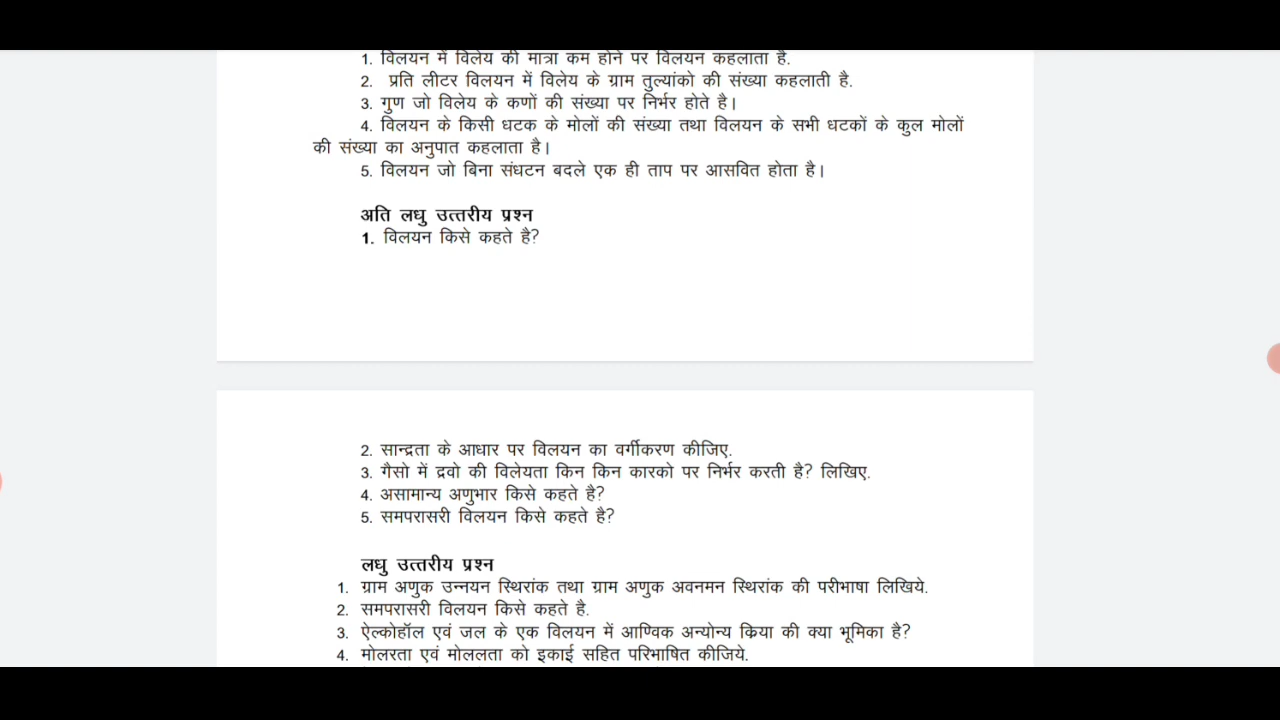 1. विलयन में विलेय की मात्रा कम होने पर विलयन कहलाता है.
2. प्रति लीटर विलयन में विलेय के ग्राम तुल्यांको की संख्या कहलाती है.
3. गुण जो विलेय के कणों की संख्या पर निर्भर होते है।
4. विलयन के किसी धटक के मोलों की संख्या तथा विलयन के सभी धटकों के कुल मोलों
की संख्या का अनुपात कहलाता है।
5. विलयन जो बिना संधटन बदले एक ही ताप पर आसवित होता है।
अति लधु उत्तरीय प्रश्न
1. विलयन किसे कहते है?
2. सान्द्रता के आधार पर विलयन का वर्गीकरण कीजिए.
3. गैसो में द्रवो की विलेयता किन किन कारको पर निर्भर करती है? लिखिए.
4. असामान्य अणुभार किसे कहते है?
5. समपरासरी विलयन किसे कहते है?
लधु उत्तरीय प्रश्न
1. ग्राम अणुक उन्नयन स्थिरांक तथा ग्राम अणुक अवनमन स्थिरांक की परीभाषा लिखिये.
2. समपरासरी विलयन किसे कहते है.
3. ऐल्कोहॉल एवं जल के एक विलयन में आण्विक अन्योन्य क्रिया की क्या भूमिका है?
4. मोलरता एवं मोललता को इकाई सहित परिभाषित कीजिये.